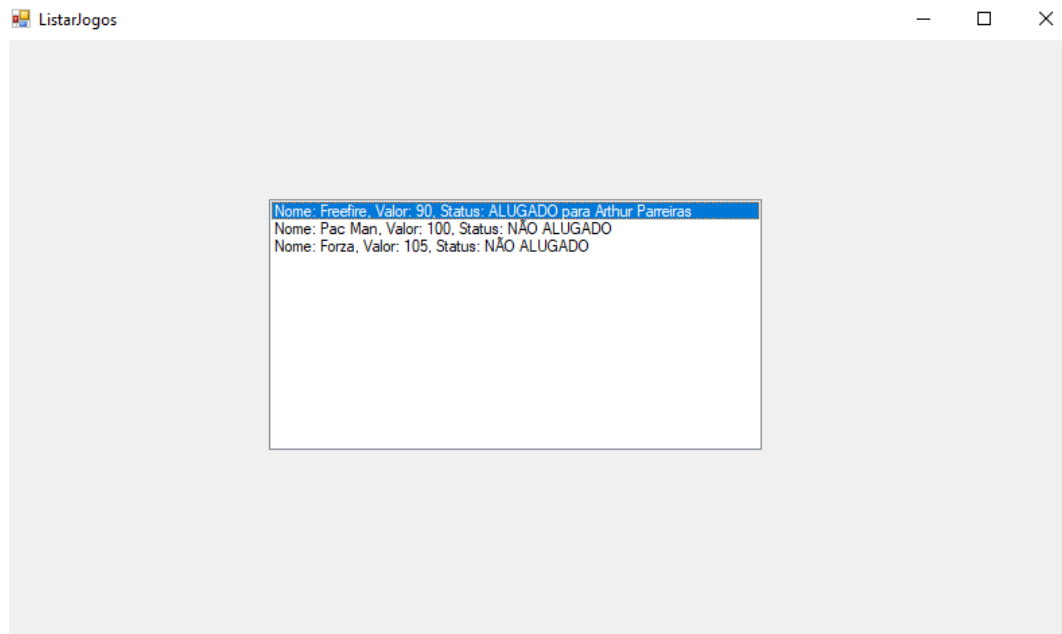 ListarJogos
Nome: Freefire, Valor: 90, Status: ALUGADO para Arthur Parreiras
Nome: Pac Man, Valor: 100, Status: NÃO ALUGADO
Nome: Forza, Valor: 105, Status: NÃO ALUGADO